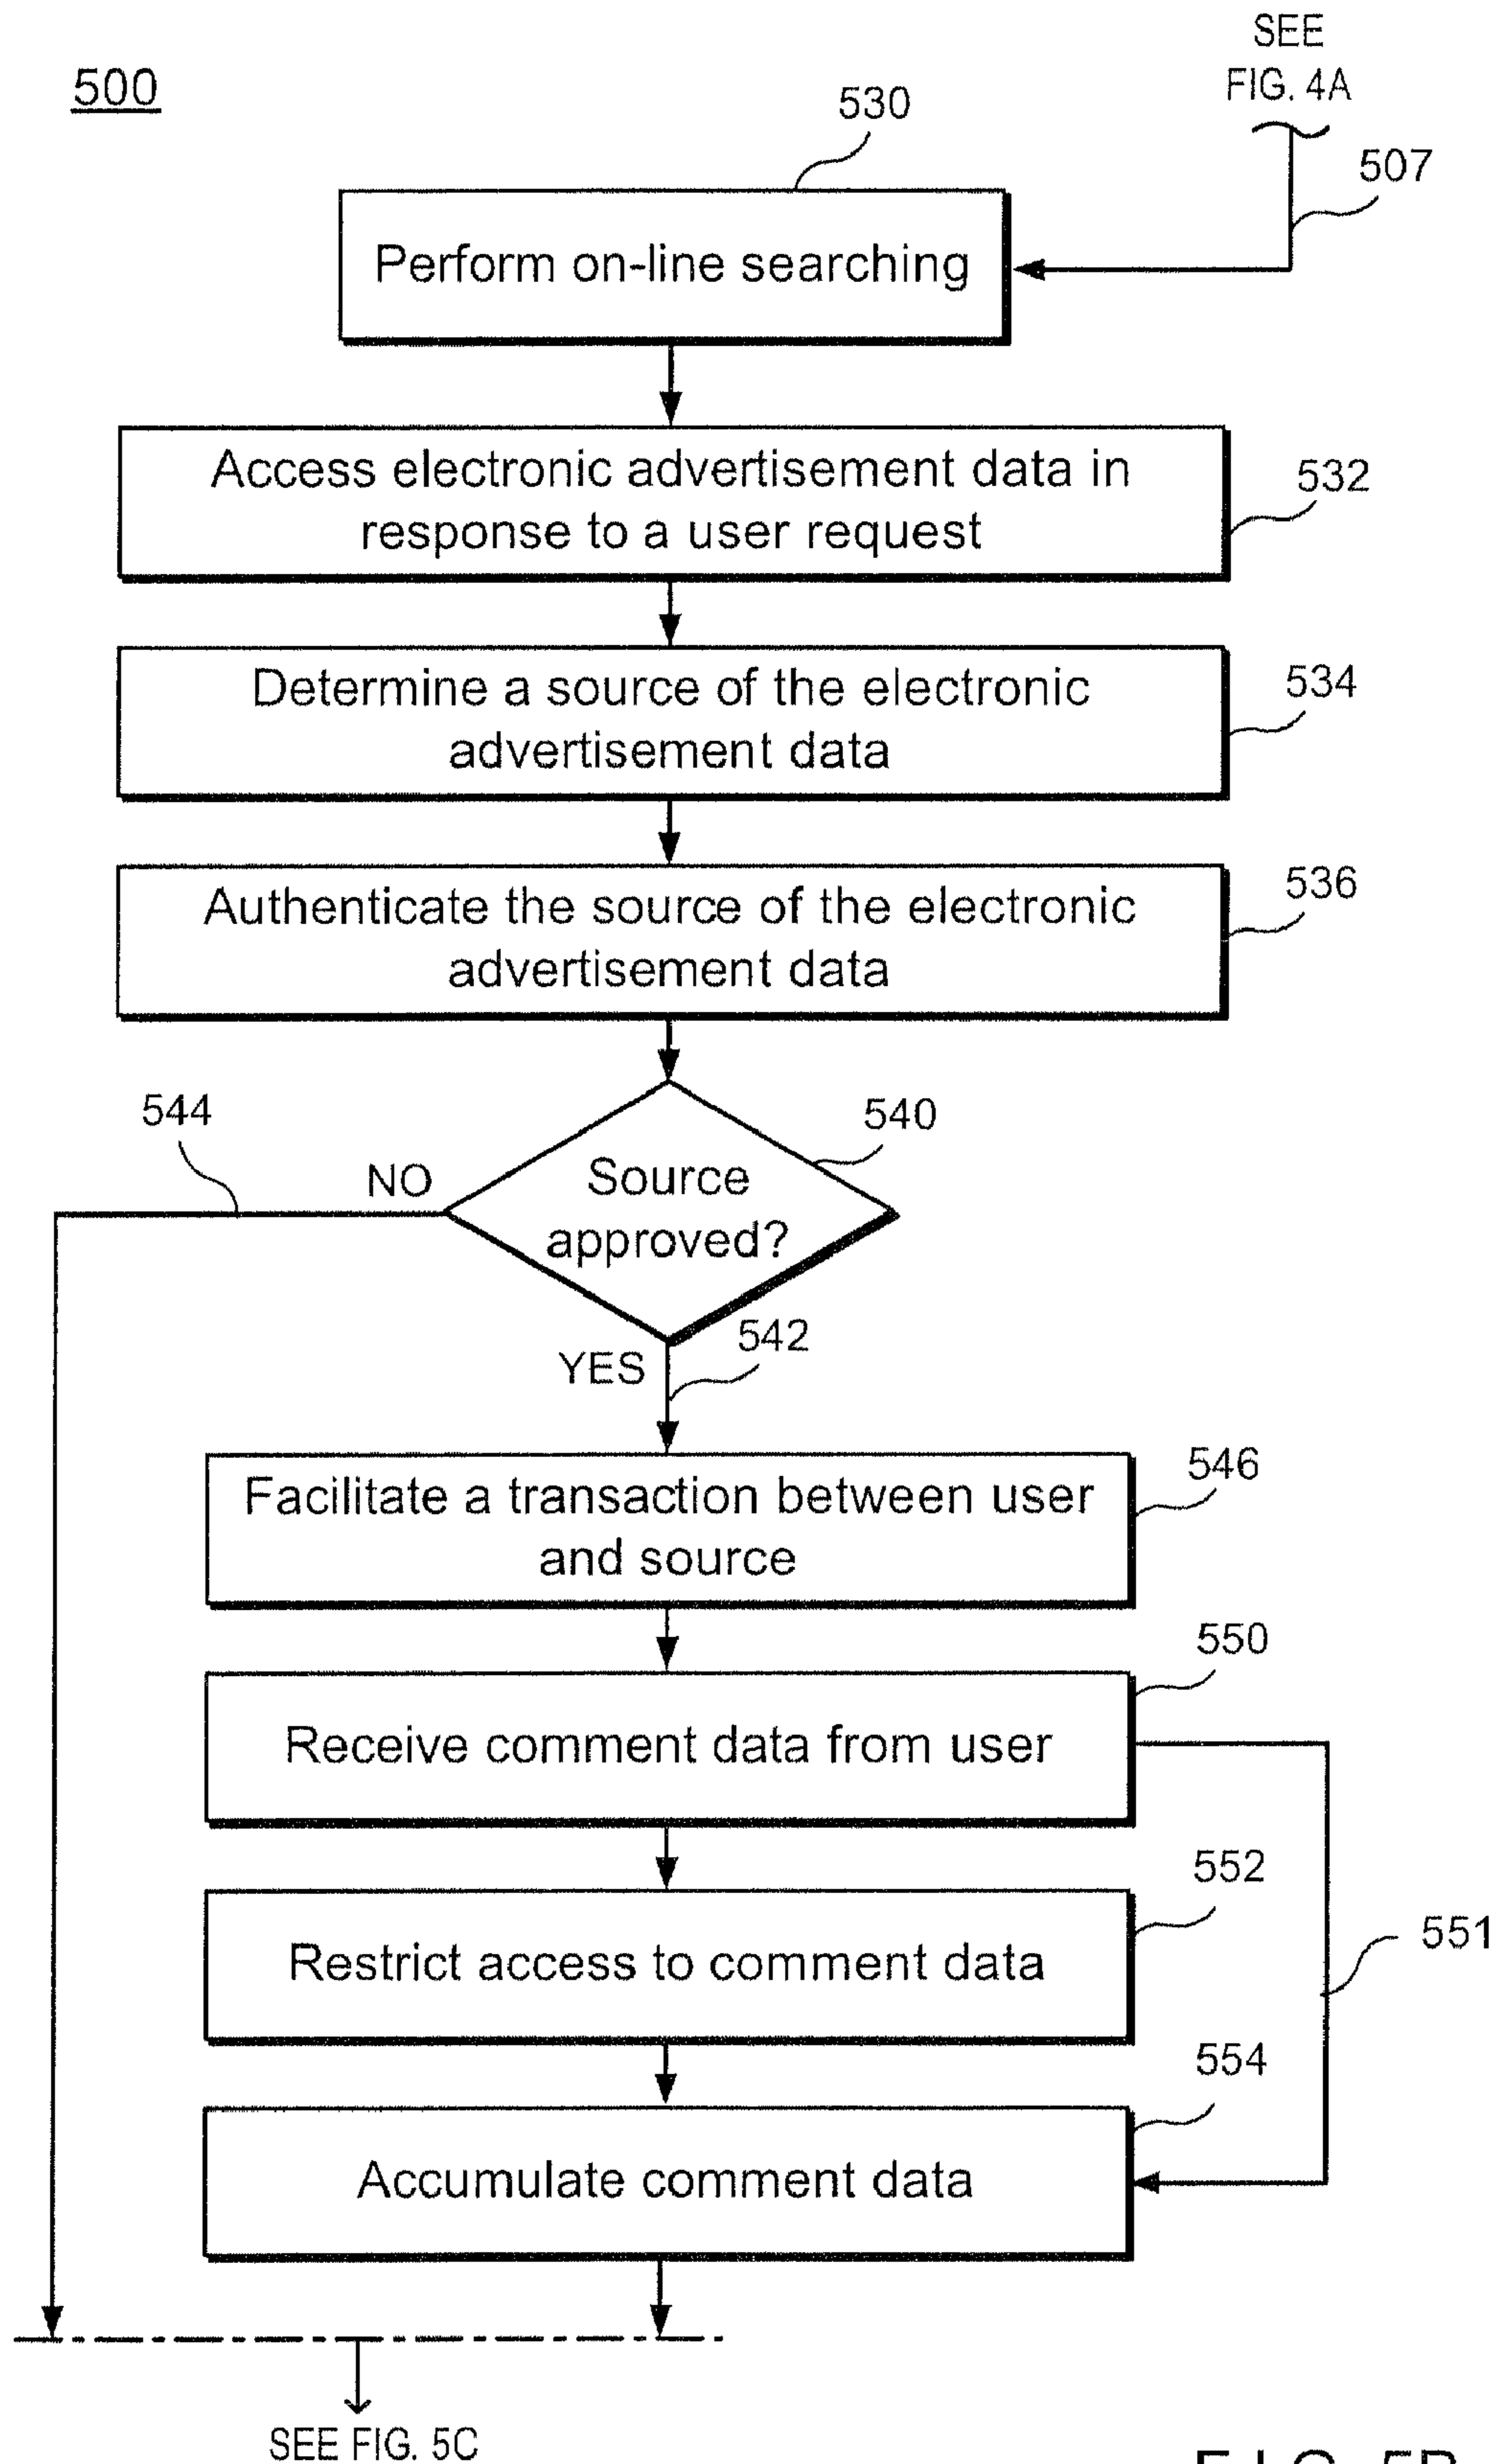 SEE
FIG. 4A
500
530
507
Perform on-line searching
Access electronic advertisement data in
response to a user request
532
Determine a source of the electronic
advertisement data
534
Authenticate the source of the electronic
advertisement data
536
544
540
NO
Source
approved?
542
YES
Facilitate a transaction between user
and source
546
550
Receive comment data from user
552
Restrict access to comment data
551
554
Accumulate comment data
SEE FIG. 5C
FIG. 5B